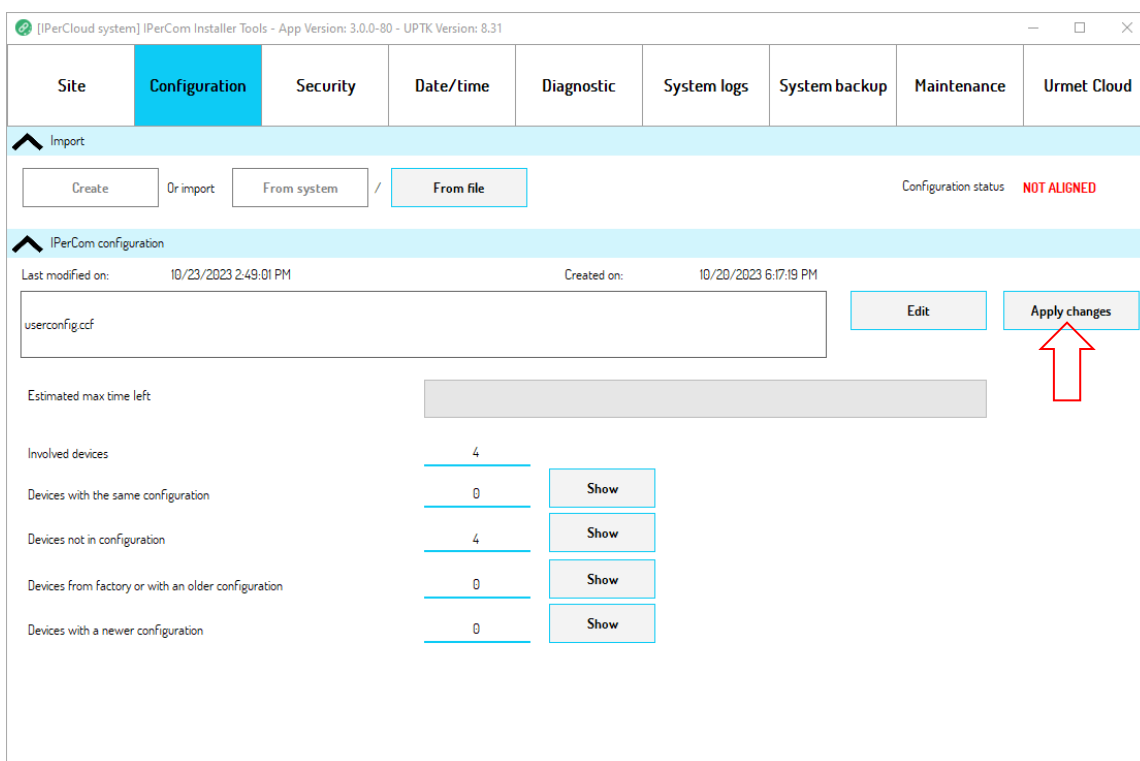 [IPerCloud system] IPerCom Installer Tools - App Version: 3.0.0-80 - UPTK Version: 8.31
Site Configuration Security Date/time Diagnostic System logs System backup Maintenance Urmet Cloud
Import
Create Or import From system / From file Configuration status NOT ALIGNED
IPerCom configuration
Last modified on: 10/23/2023 2:49:01 PM Created on: 10/20/2023 6:17:19 PM
userconfig.ccf Edit Apply changes
Estimated max time left
Involved devices 4
Devices with the same configuration 0 Show
Devices not in configuration 4 Show
Devices from factory or with an older configuration 0 Show
Devices with a newer configuration 0 Show